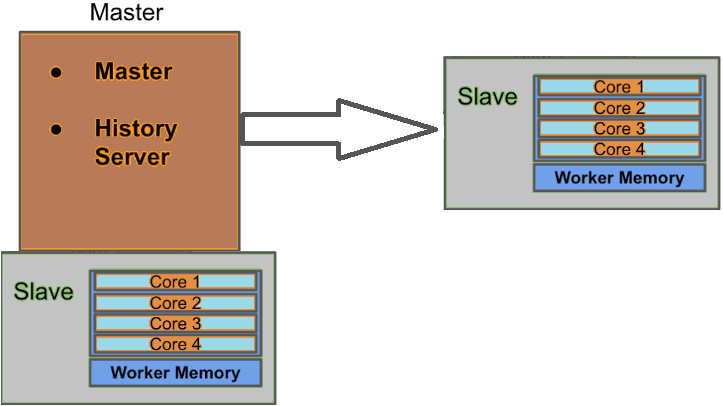 Master
Master
History
Server
Slave
Core 1
Core 2
Core 3
Core 4
Worker Memory
Slave
Core 1
Core 2
Core 3
Core 4
Worker Memory